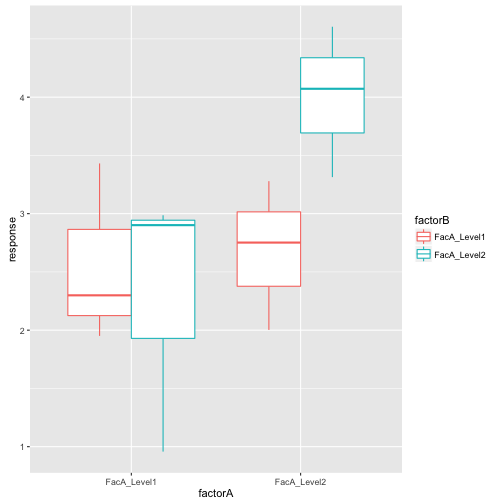 response
4
3
2
1
FacA_Level1 FacA_Level2
factorA
factorB
FacA_Level1
FacA_Level2